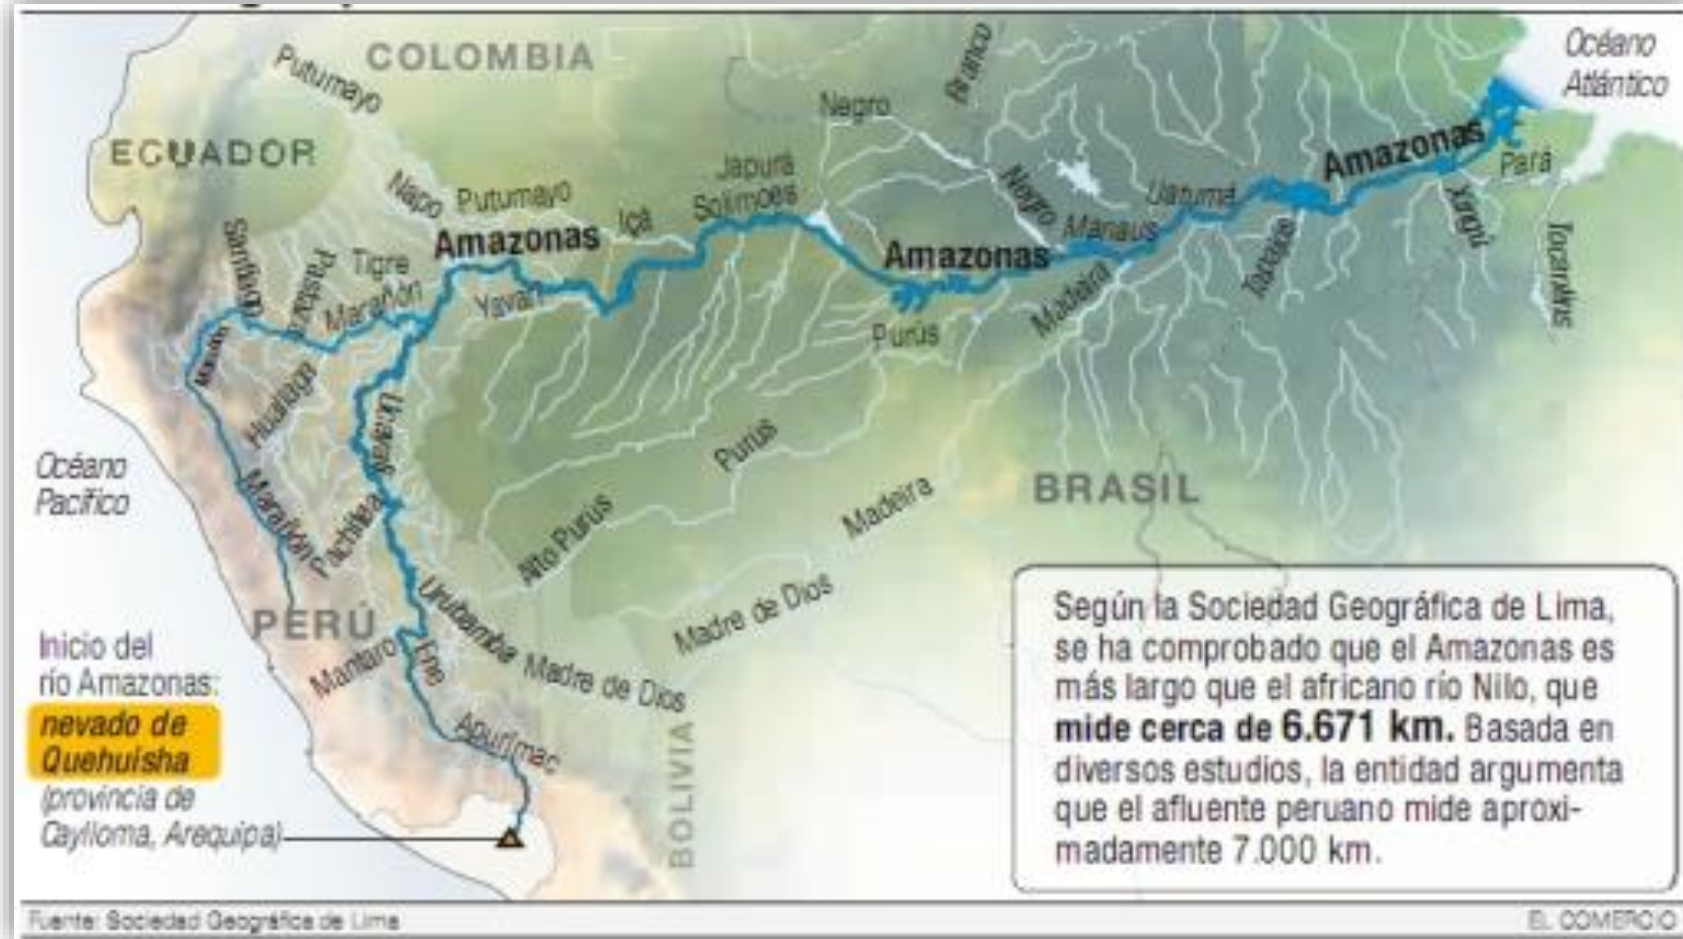 COLOMBIA
Océano
Atlántico
Putumayo
Negro
Branco
ECUADOR
Amazonas
Pará
Japurá
Solimoes
Napo
Putumayo
Içá
Negro
Uatumá
Manaus
Xingú
Tocantins
Santiago
Pastaza
Tigre
Amazonas
Amazonas
Marañón
Yavarí
Purús
Madeira
Tapajos
Huallaga
Ucayali
Océano
Pacífico
Marañón
Pachitea
Purús
Alto Purús
Madeira
BRASIL
PERÚ
Urubamba
Mantaro
Ene
Madre de Dios
Madre de Dios
Apurímac
BOLIVIA
Inicio del
río Amazonas:
nevado de
Quehuisha
(provincia de
Caylloma, Arequipa)
Según la Sociedad Geográfica de Lima,
se ha comprobado que el Amazonas es
más largo que el africano río Nilo, que
mide cerca de 6.671 km. Basada en
diversos estudios, la entidad argumenta
que el afluente peruano mide aproxi-
madamente 7.000 km.
Fuente: Sociedad Geográfica de Lima
EL COMERCIO